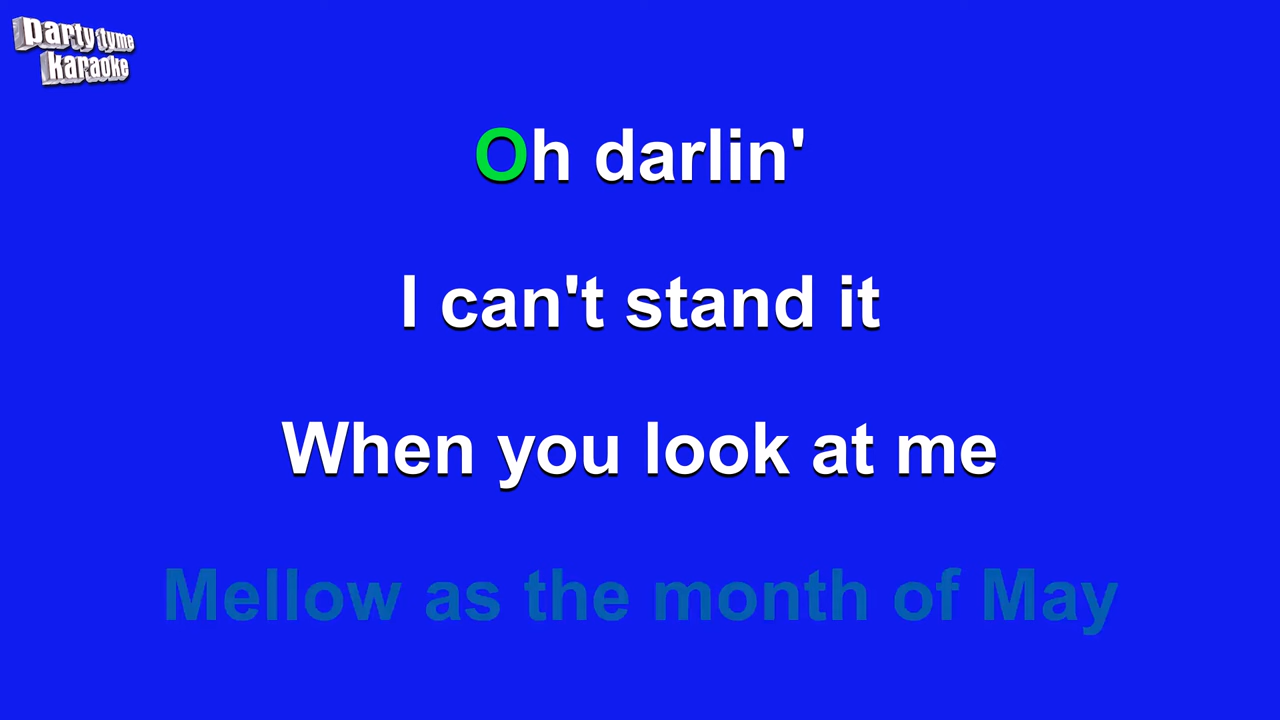 party tyme
karaoke
Oh darlin'
I can't stand it
When you look at me
Mellow as the month of May